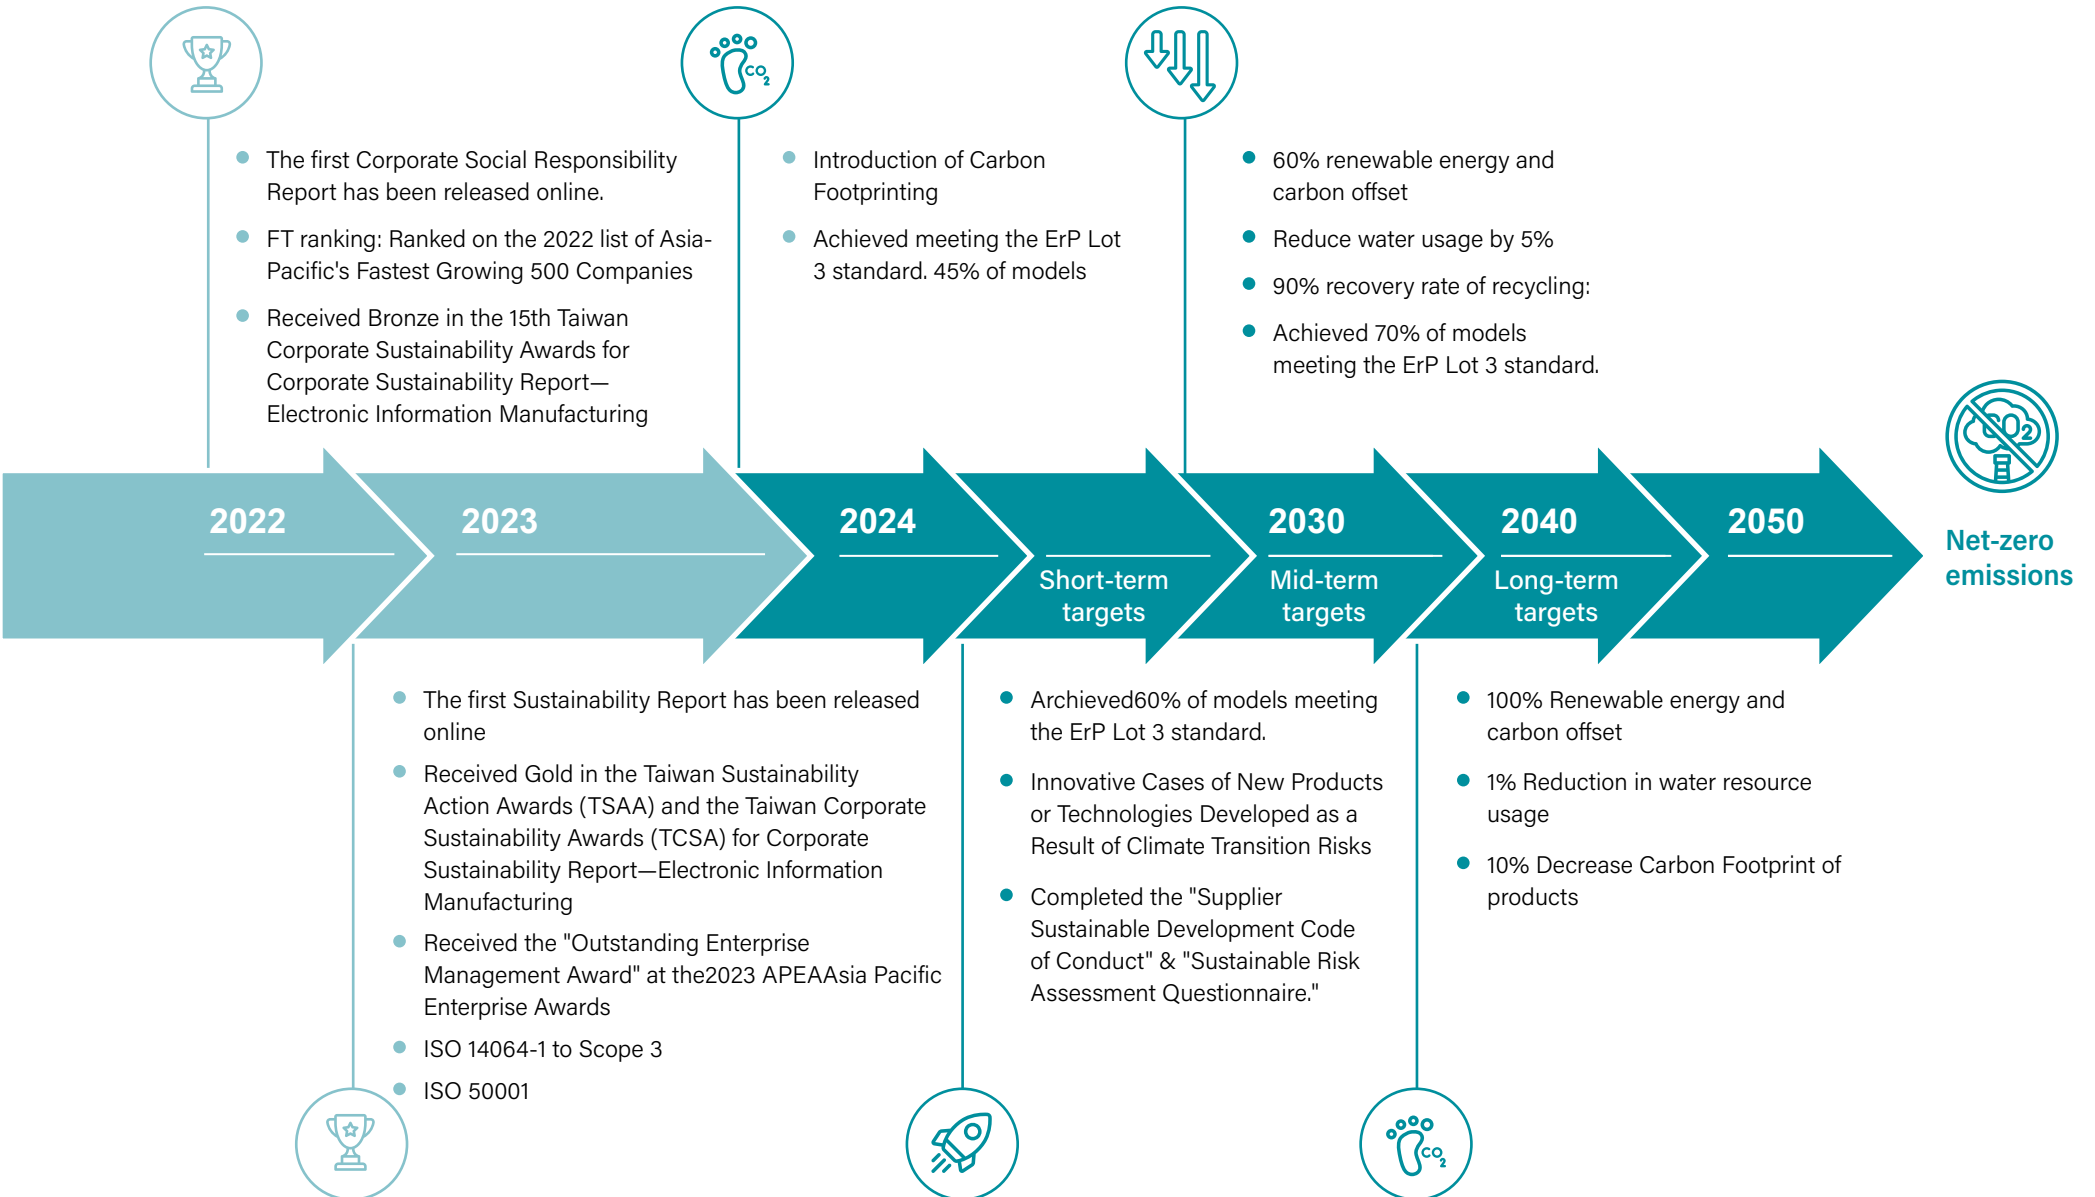 CO2
The first Corporate Social Responsibility
Report has been released online.
FT ranking: Ranked on the 2022 list of Asia-
Pacific's Fastest Growing 500 Companies
Received Bronze in the 15th Taiwan
Corporate Sustainability Awards for
Corporate Sustainability Report—
Electronic Information Manufacturing
Introduction of Carbon
Footprinting
Achieved meeting the ErP Lot
3 standard. 45% of models
60% renewable energy and
carbon offset
Reduce water usage by 5%
90% recovery rate of recycling:
Achieved 70% of models
meeting the ErP Lot 3 standard.
CO2
2022
2023
2024
Short-term
targets
2030
Mid-term
targets
2040
Long-term
targets
2050
Net-zero
emissions
The first Sustainability Report has been released
online
Received Gold in the Taiwan Sustainability
Action Awards (TSAA) and the Taiwan Corporate
Sustainability Awards (TCSA) for Corporate
Sustainability Report—Electronic Information
Manufacturing
Received the "Outstanding Enterprise
Management Award" at the2023 APEAAsia Pacific
Enterprise Awards
ISO 14064-1 to Scope 3
ISO 50001
Archieved60% of models meeting
the ErP Lot 3 standard.
Innovative Cases of New Products
or Technologies Developed as a
Result of Climate Transition Risks
Completed the "Supplier
Sustainable Development Code
of Conduct" & "Sustainable Risk
Assessment Questionnaire."
100% Renewable energy and
carbon offset
1% Reduction in water resource
usage
10% Decrease Carbon Footprint of
products
CO2